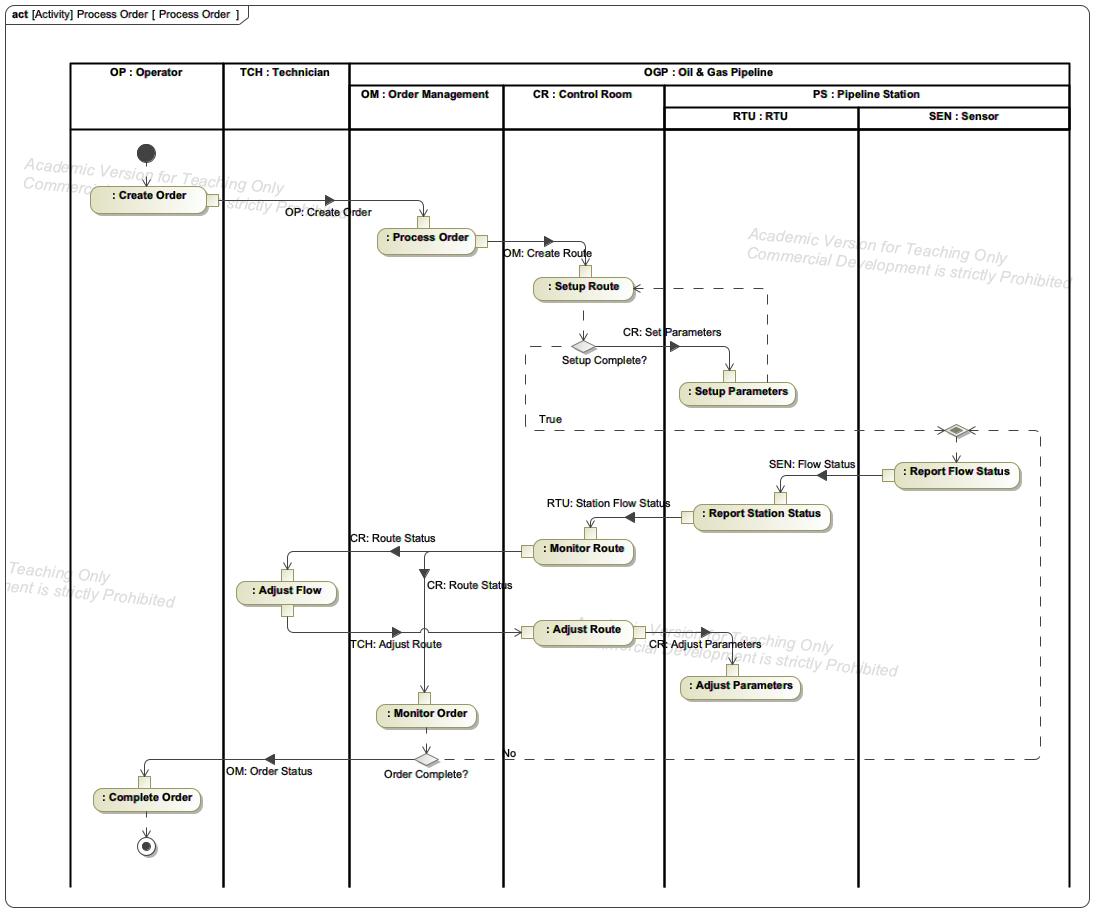 act [Activity] Process Order [ Process Order ]
OP : Operator
TCH : Technician
OGP : Oil & Gas Pipeline
OM : Order Management
CR : Control Room
PS : Pipeline Station
RTU : RTU
SEN : Sensor
Academic Version for Teaching Only
Commercial strictly Prohibited
: Create Order
OP: Create Order
: Process Order
OM: Create Route
Academic Version for Teaching Only
Commercial Development is strictly Prohibited
: Setup Route
CR: Set Parameters
Setup Complete?
: Setup Parameters
True
SEN: Flow Status
: Report Flow Status
RTU: Station Flow Status
: Report Station Status
CR: Route Status
: Monitor Route
Teaching Only
ment is strictly Prohibited
: Adjust Flow
CR: Route Status
TCH: Adjust Route
: Adjust Route
CR: Adjust Parameters
Version for Teaching Only
Development is strictly Prohibited
: Adjust Parameters
: Monitor Order
No
OM: Order Status
Order Complete?
: Complete Order